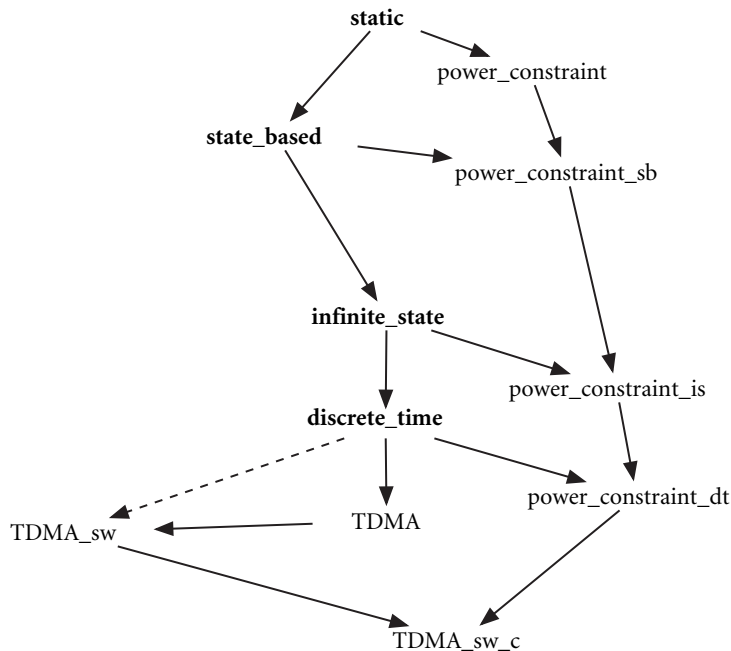 static
power_constraint
state_based
power_constraint_sb
infinite_state
power_constraint_is
discrete_time
power_constraint_dt
TDMA
TDMA_sw
TDMA_sw_c